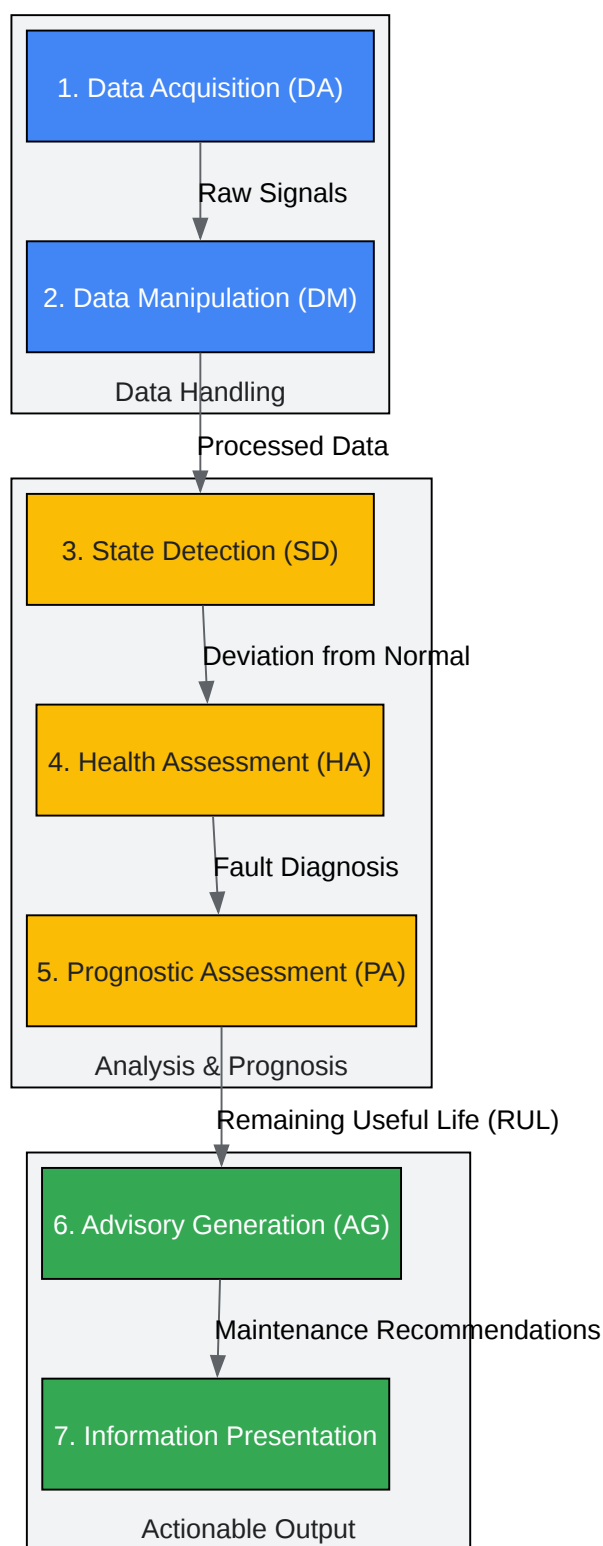 1. Data Acquisition (DA)
Raw Signals
2. Data Manipulation (DM)
Data Handling
Processed Data
3. State Detection (SD)
Deviation from Normal
4. Health Assessment (HA)
Fault Diagnosis
5. Prognostic Assessment (PA)
Analysis & Prognosis
Remaining Useful Life (RUL)
6. Advisory Generation (AG)
Maintenance Recommendations
7. Information Presentation
Actionable Output